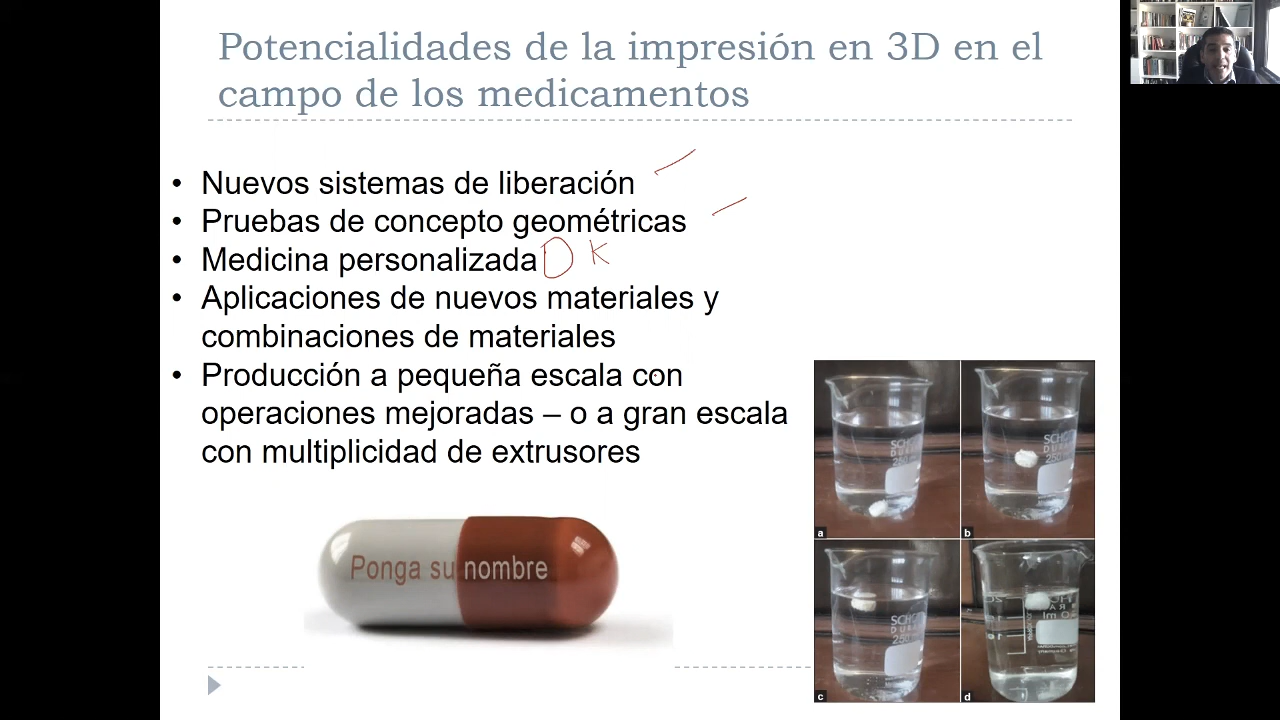 Potencialidades de la impresión en 3D en el
campo de los medicamentos
• Nuevos sistemas de liberación
• Pruebas de concepto geométricas
• Medicina personalizada D K
• Aplicaciones de nuevos materiales y
combinaciones de materiales
• Producción a pequeña escala con
operaciones mejoradas – o a gran escala
con multiplicidad de extrusores
Ponga su nombre
a
b
c
d